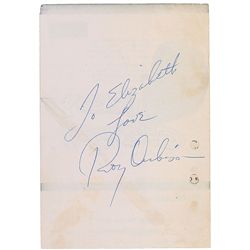 To Elizabeth
Love
Roy Orbison